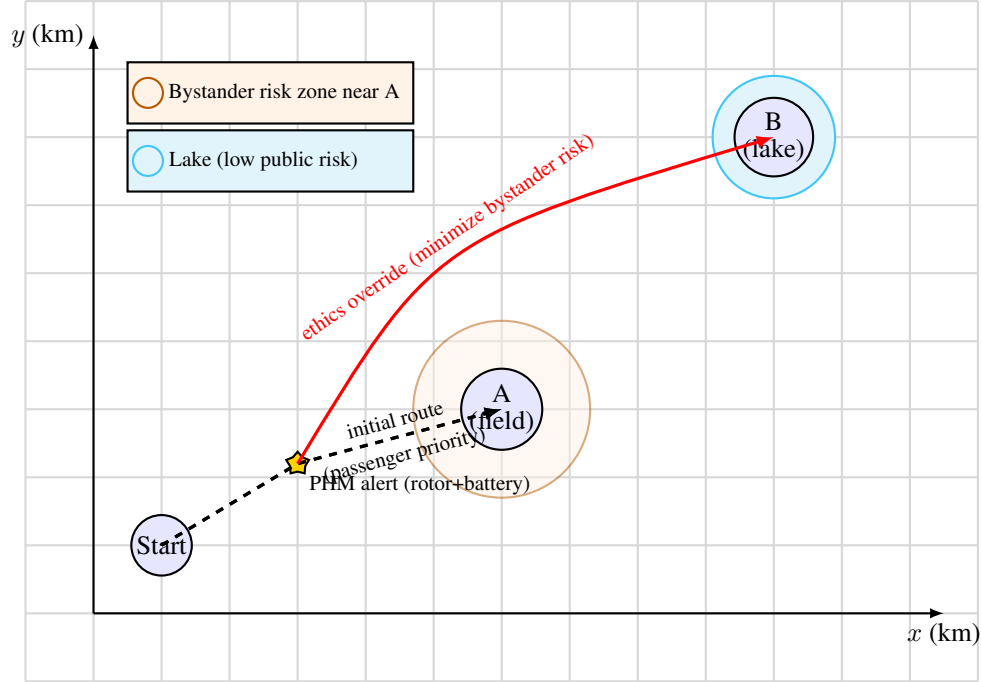 y (km)
Bystander risk zone near A
Lake (low public risk)
B
(lake)
ethics override (minimize bystander risk)
A
(field)
initial route
(passenger priority)
PHM alert (rotor+battery)
Start
x (km)